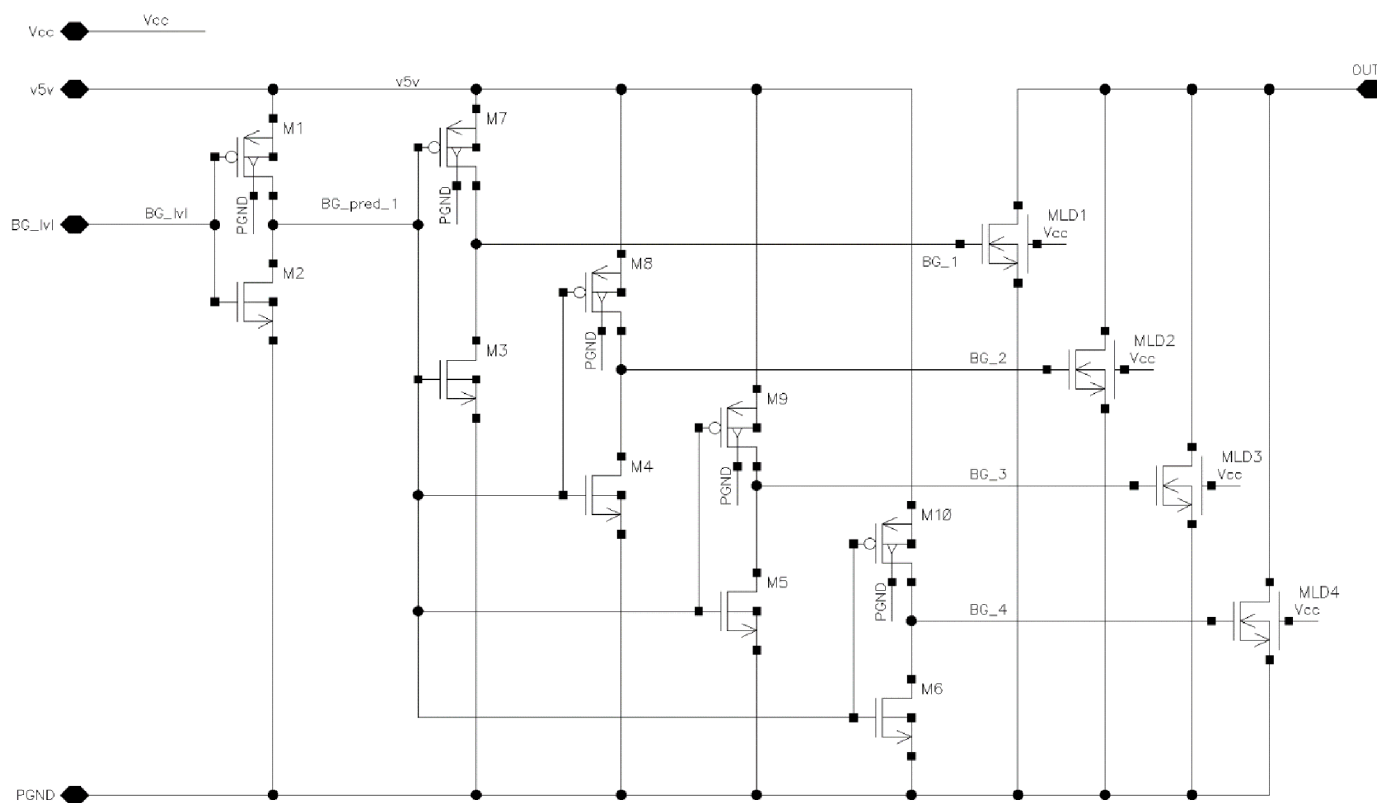 Vcc
Vcc
v5v
v5v
OUT
M1
M7
BG_lvl
BG_lvl
PGND
BG_pred_1
PGND
MLD1
Vcc
BG_1
M2
M8
PGND
M3
BG_2
MLD2
Vcc
M9
M4
PGND
BG_3
MLD3
Vcc
M10
M5
PGND
BG_4
MLD4
Vcc
M6
PGND